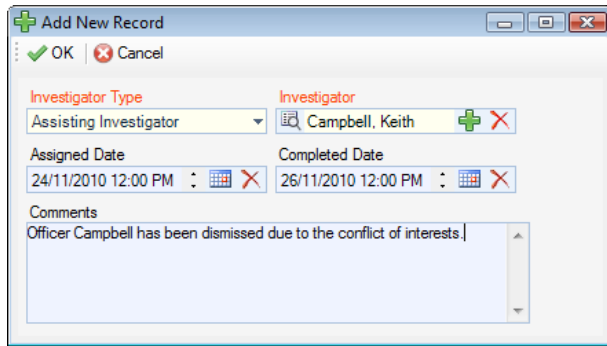 Add New Record
OK Cancel
Investigator Type Investigator
Assisting Investigator Campbell, Keith
Assigned Date Completed Date
24/11/2010 12:00 PM 26/11/2010 12:00 PM
Comments
Officer Campbell has been dismissed due to the conflict of interests.